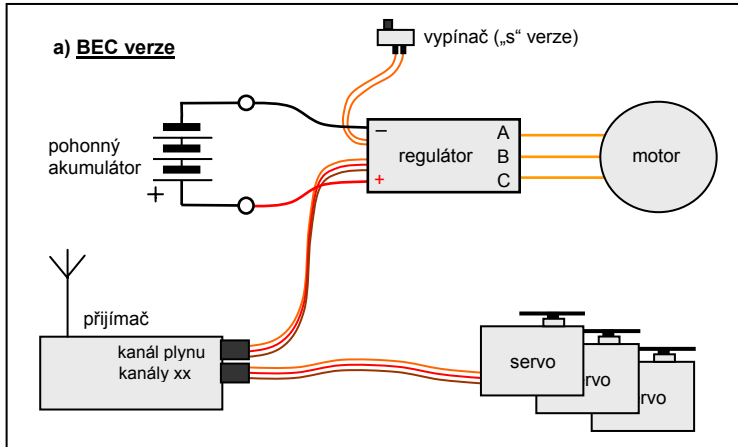 a) BEC verze
vypínač („s“ verze)
pohonný
akumulátor
+
–
+
regulátor
A
B
C
motor
přijímač
kanál plynu
kanály xx
servo
rvo
rvo